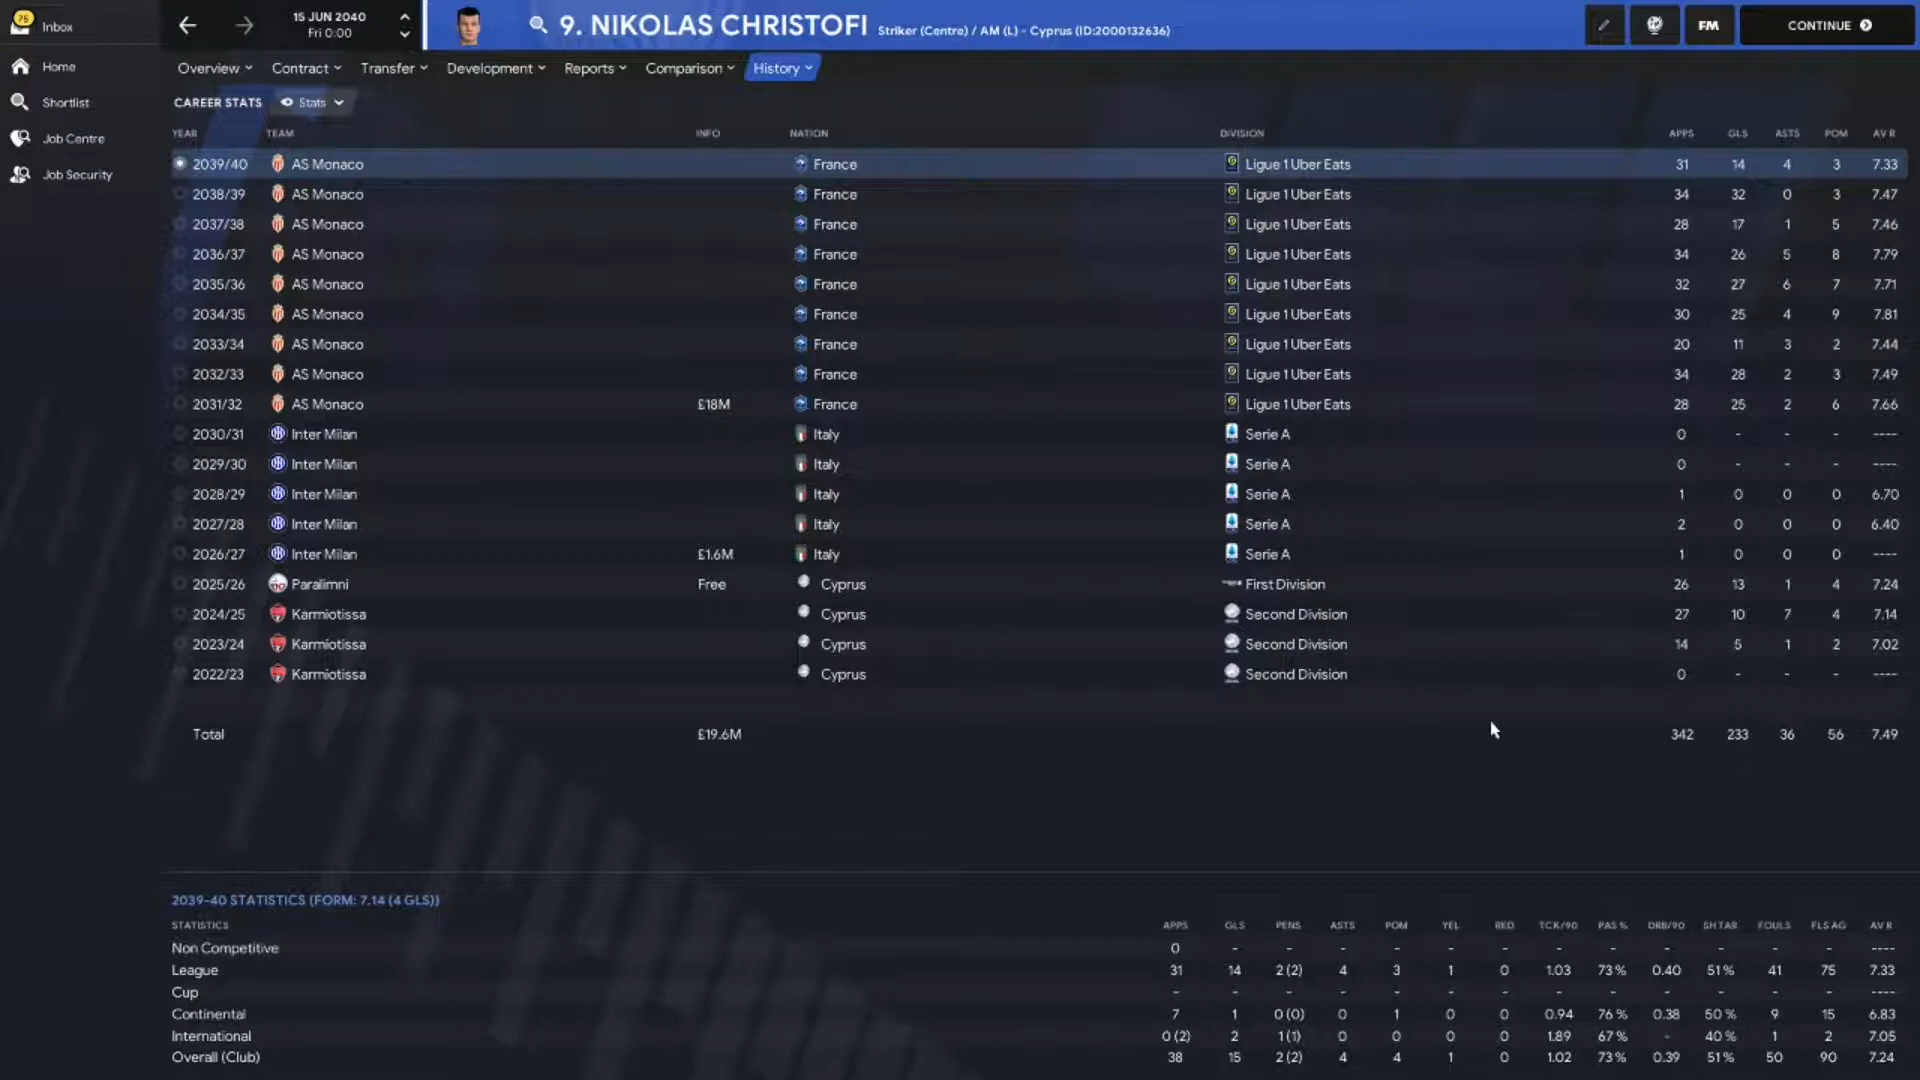 75
Inbox
Home
Shortlist
Job Centre
Job Security
15 JUN 2040
Fri 0:00
9. NIKOLAS CHRISTOFI Striker (Centre) / AM (L) - Cyprus (ID:2000132636)
FM
CONTINUE
Overview Contract Transfer Development Reports Comparison History
CAREER STATS Stats
YEAR TEAM INFO NATION DIVISION APPS GLS ASTS POM AV R
2039/40 AS Monaco France Ligue 1 Uber Eats 31 14 4 3 7.33
2038/39 AS Monaco France Ligue 1 Uber Eats 34 32 0 3 7.47
2037/38 AS Monaco France Ligue 1 Uber Eats 28 17 1 5 7.46
2036/37 AS Monaco France Ligue 1 Uber Eats 34 26 5 8 7.79
2035/36 AS Monaco France Ligue 1 Uber Eats 32 27 6 7 7.71
2034/35 AS Monaco France Ligue 1 Uber Eats 30 25 4 9 7.81
2033/34 AS Monaco France Ligue 1 Uber Eats 20 11 3 2 7.44
2032/33 AS Monaco France Ligue 1 Uber Eats 34 28 2 3 7.49
2031/32 AS Monaco £18M France Ligue 1 Uber Eats 28 25 2 6 7.66
2030/31 Inter Milan Italy Serie A 0 - - - ----
2029/30 Inter Milan Italy Serie A 0 - - - ----
2028/29 Inter Milan Italy Serie A 1 0 0 0 6.70
2027/28 Inter Milan Italy Serie A 2 0 0 0 6.40
2026/27 Inter Milan £1.6M Italy Serie A 1 0 0 0 ----
2025/26 Paralimni Free Cyprus First Division 26 13 1 4 7.24
2024/25 Karmiotissa Cyprus Second Division 27 10 7 4 7.14
2023/24 Karmiotissa Cyprus Second Division 14 5 1 2 7.02
2022/23 Karmiotissa Cyprus Second Division 0 - - - ----
Total £19.6M 342 233 36 56 7.49
2039-40 STATISTICS (FORM: 7.14 (4 GLS))
STATISTICS APPS GLS PENS ASTS POM YEL RED TCK/90 PAS % DRB/90 SH TAR FOULS FLS AG AV R
Non Competitive 0 - - - - - - - - - - - - ----
League 31 14 2 (2) 4 3 1 0 1.03 73 % 0.40 51 % 41 75 7.33
Cup - - - - - - - - - - - - - ----
Continental 7 1 0 (0) 0 1 0 0 0.94 76 % 0.38 50 % 9 15 6.83
International 0 (2) 2 1 (1) 0 0 0 0 1.89 67 % - 40 % 1 2 7.05
Overall (Club) 38 15 2 (2) 4 4 1 0 1.02 73 % 0.39 51 % 50 90 7.24